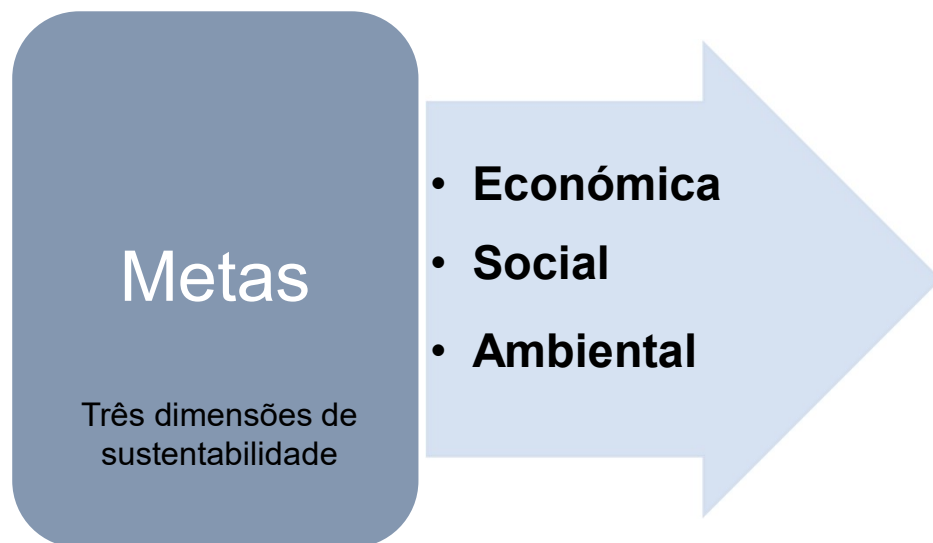 Metas
Três dimensões de
sustentabilidade
• Económica
• Social
• Ambiental